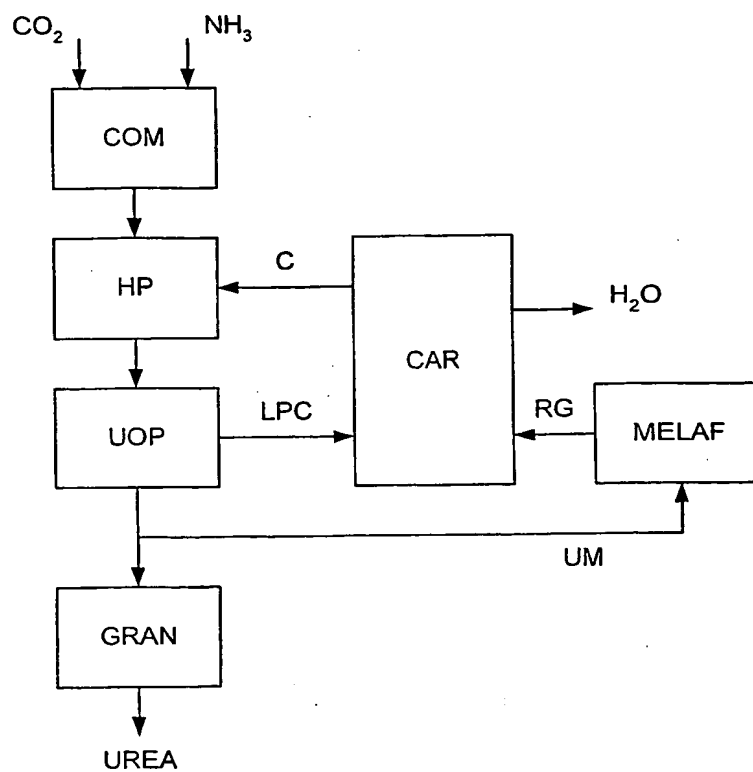 CO₂
NH₃
COM
HP
C
CAR
H₂O
UOP
LPC
RG
MELAF
UM
GRAN
UREA